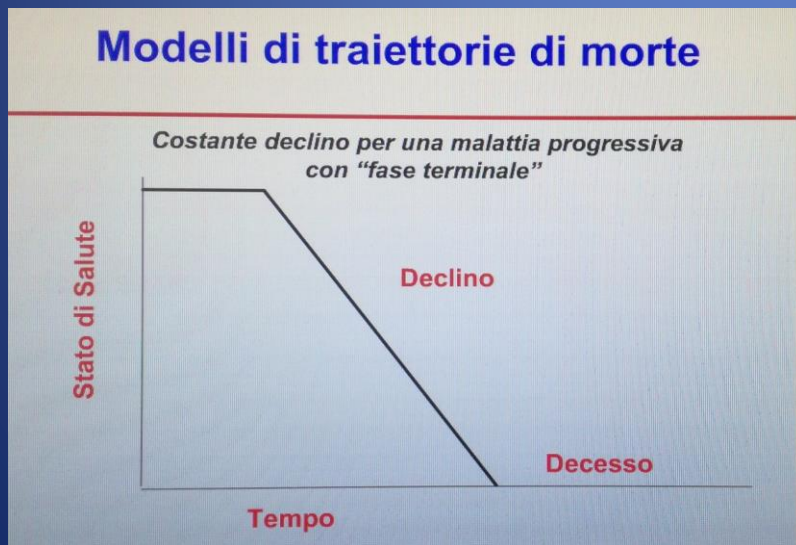 Modelli di traiettorie di morte
Costante declino per una malattia progressiva
con “fase terminale”
Stato di Salute
Declino
Decesso
Tempo